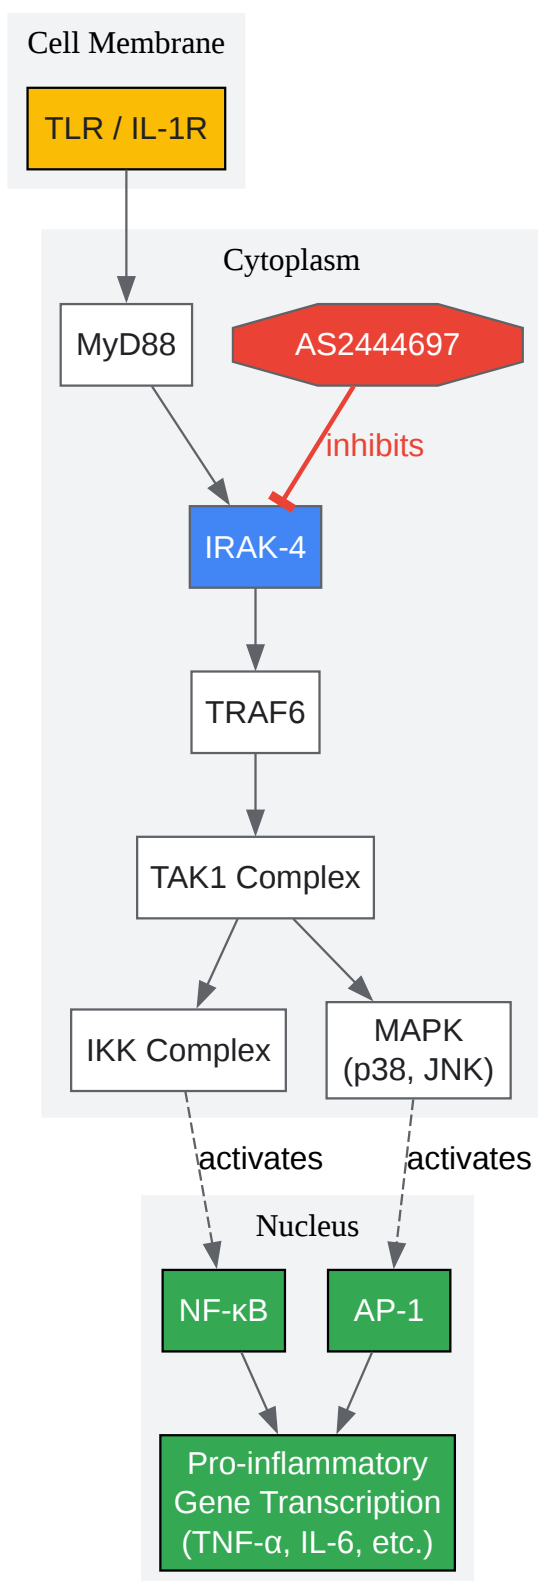 Cell Membrane
TLR / IL-1R
Cytoplasm
MyD88
AS2444697
inhibits
IRAK-4
TRAF6
TAK1 Complex
IKK Complex
MAPK
(p38, JNK)
activates
activates
Nucleus
NF-κB
AP-1
Pro-inflammatory
Gene Transcription
(TNF-α, IL-6, etc.)